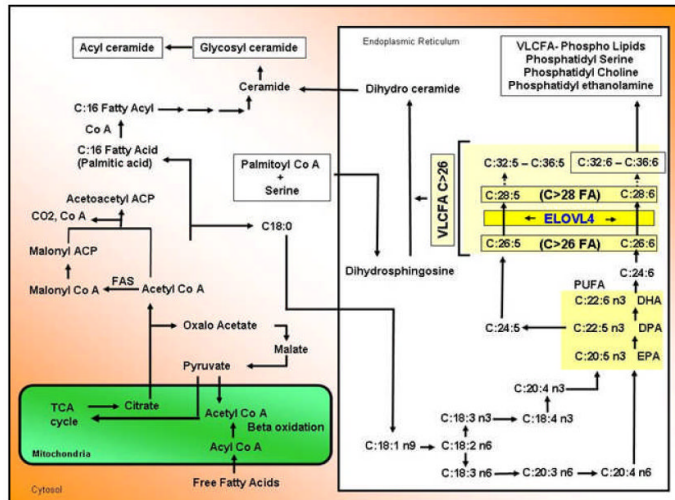 Endoplasmic Reticulum
Acyl ceramide
Glycosyl ceramide
Ceramide
Dihydro ceramide
VLCFA- Phospho Lipids
Phosphatidyl Serine
Phosphatidyl Choline
Phosphatidyl ethanolamine
C:16 Fatty Acyl
Co A
C:16 Fatty Acid
(Palmitic acid)
Palmitoyl Co A
+
Serine
VLCFA C>26
C:32:5 – C:36:5
C:32:6 – C:36:6
C:28:5
(C>28 FA)
C:28:6
ELOVL4
C:26:5
(C>26 FA)
C:26:6
Acetoacetyl ACP
CO2, Co A
Malonyl ACP
Malonyl Co A
FAS
Acetyl Co A
C18:0
Dihydrosphingosine
C:24:6
PUFA
C:22:6 n3
DHA
C:24:5
C:22:5 n3
DPA
C:20:5 n3
EPA
Oxalo Acetate
Malate
Pyruvate
C:20:4 n3
C:18:3 n3
C:18:4 n3
C:18:1 n9
C:18:2 n6
C:18:3 n6
C:20:3 n6
C:20:4 n6
TCA
cycle
Citrate
Acetyl Co A
Beta oxidation
Acyl Co A
Mitochondria
Free Fatty Acids
Cytosol